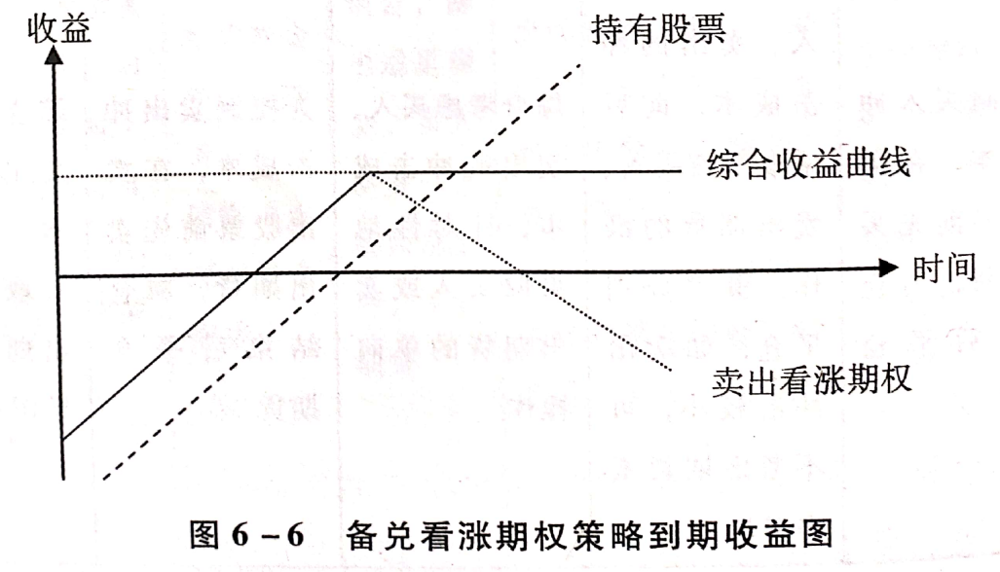 收益
持有股票
综合收益曲线
时间
卖出看涨期权
图 6-6 备兑看涨期权策略到期收益图